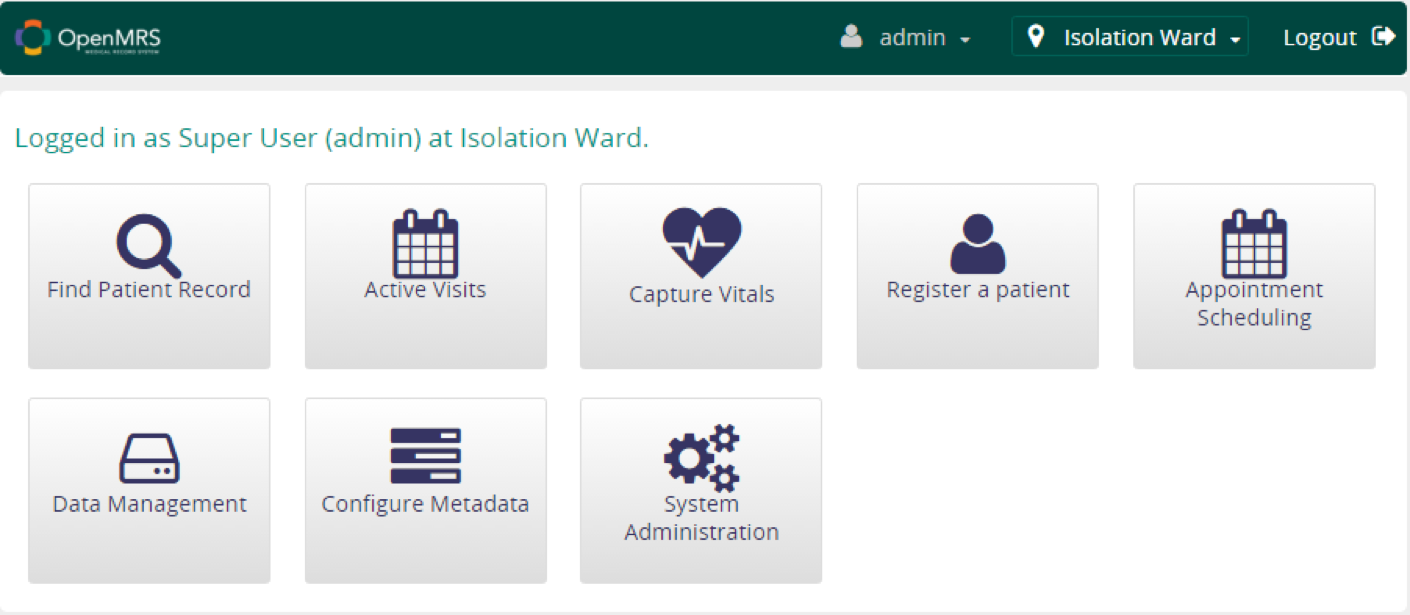 OpenMRS
MEDICAL RECORD SYSTEM
admin
Isolation Ward
Logout
Logged in as Super User (admin) at Isolation Ward.
Find Patient Record
Active Visits
Capture Vitals
Register a patient
Appointment
Scheduling
Data Management
Configure Metadata
System
Administration